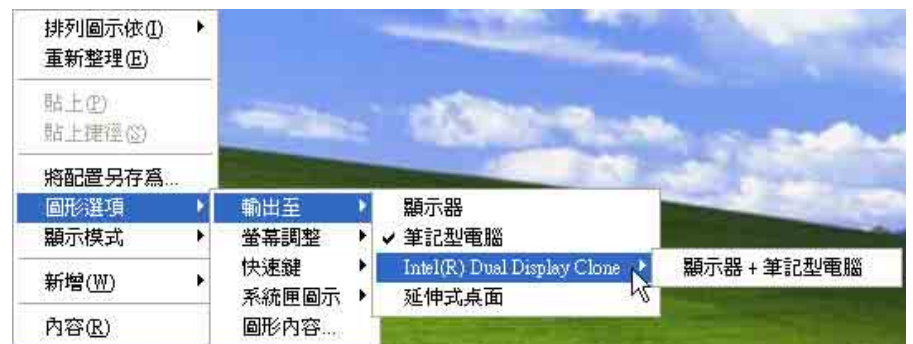 排列圖示依(I)
重新整理(E)
貼上(P)
貼上捷徑(S)
將配置另存為...
圖形選項
顯示模式
新增(W)
內容(R)
輸出至
螢幕調整
快速鍵
系統匣圖示
圖形內容...
顯示器
筆記型電腦
Intel(R) Dual Display Clone
延伸式桌面
顯示器 + 筆記型電腦